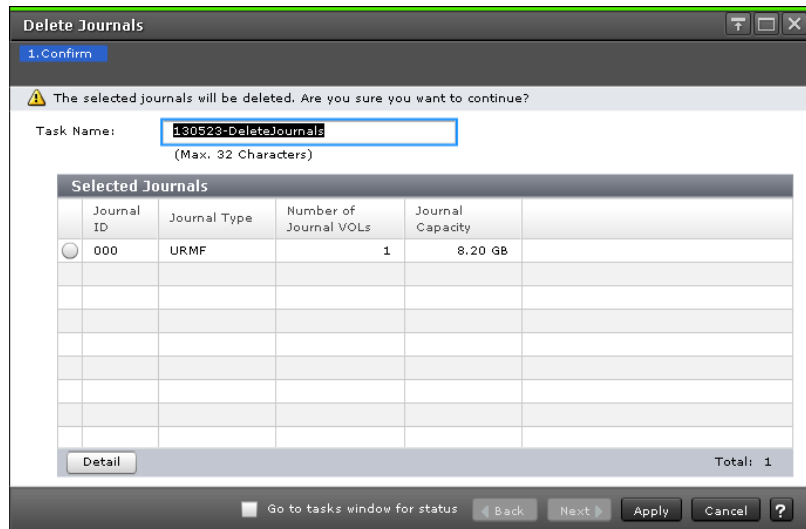 Delete Journals
1.Confirm
The selected journals will be deleted. Are you sure you want to continue?
Task Name: 130523-DeleteJournals
(Max. 32 Characters)
Selected Journals
Journal ID Journal Type Number of Journal VOLs Journal Capacity
000 URMF 1 8.20 GB
Detail Total: 1
Go to tasks window for status Back Next Apply Cancel ?